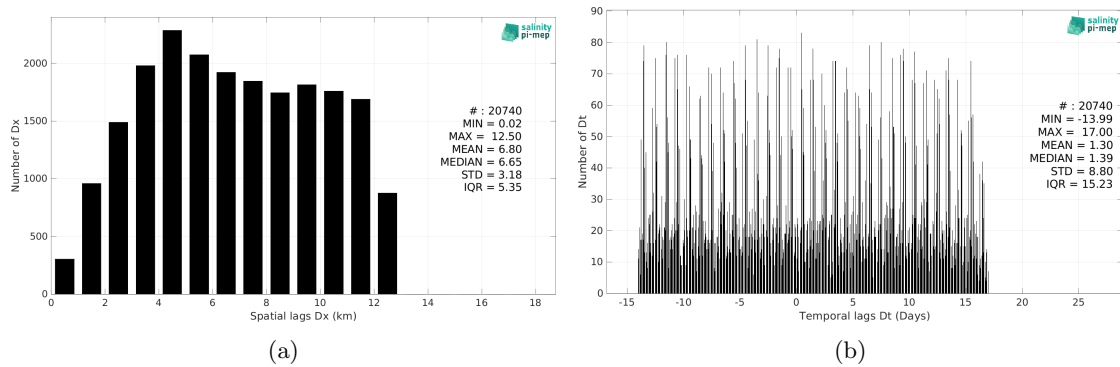 salinity
pi-mep
2000
1500
1000
500
0
Number of Dx
# : 20740
MIN = 0.02
MAX = 12.50
MEAN = 6.80
MEDIAN = 6.65
STD = 3.18
IQR = 5.35
0 2 4 6 8 10 12 14 16 18
Spatial lags Dx (km)
(a)
salinity
pi-mep
90
80
70
60
50
40
30
20
10
0
Number of Dt
# : 20740
MIN = -13.99
MAX = 17.00
MEAN = 1.30
MEDIAN = 1.39
STD = 8.80
IQR = 15.23
-15 -10 -5 0 5 10 15 20 25
Temporal lags Dt (Days)
(b)